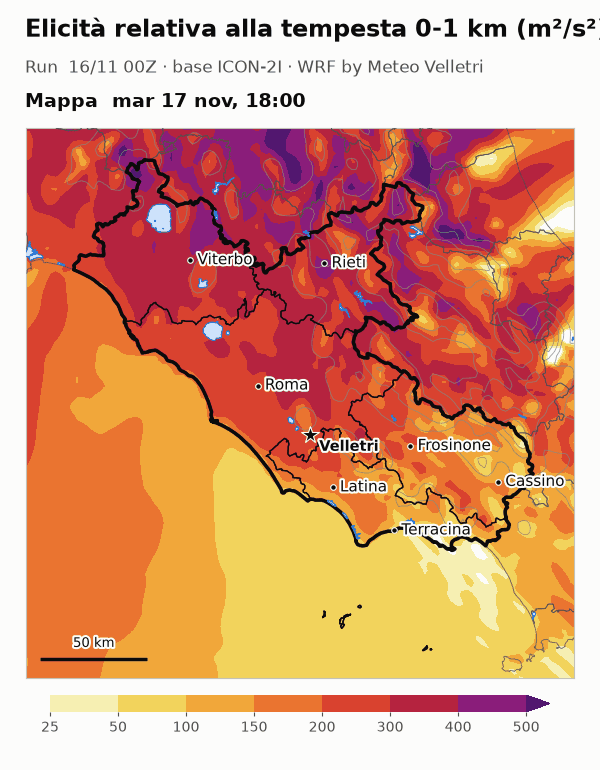 Elicità relativa alla tempesta 0-1 km (m²/s²)
Run 16/11 00Z · base ICON-2I · WRF by Meteo Velletri
Mappa mar 17 nov, 18:00
Viterbo
Rieti
Roma
Velletri
Frosinone
Cassino
Latina
Terracina
50 km
25 50 100 150 200 300 400 500